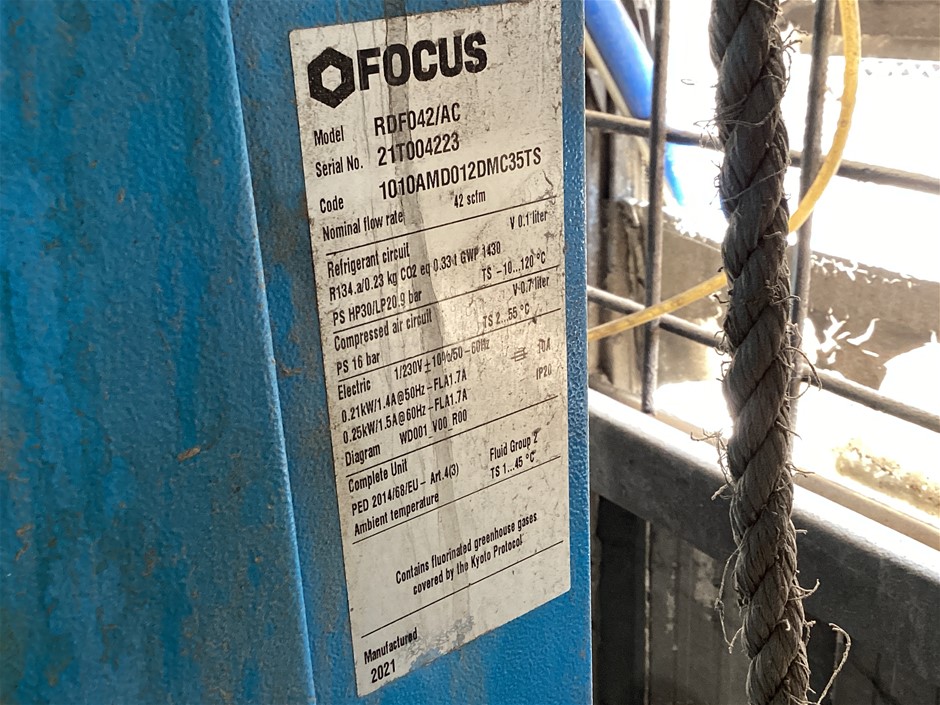 FOCUS
Model RDF042/AC
Serial No. 21T004223
Code 1010AMD012DMC35TS
Nominal flow rate 42 scfm
Refrigerant circuit V 0.1 liter
R134.a/0.23 kg CO2 eq 0.33 t GWP 1430
PS HP30/LP20.9 bar TS -10...120 °C
Compressed air circuit V 0.7 liter
PS 16 bar TS 2...55 °C
Electric 1/230V ± 10%/50 - 60Hz 10A
0.21kW/1.4A@50Hz - FLA1.7A IP20
0.25kW/1.5A@60Hz - FLA1.7A
Diagram WD001_V00_R00
Complete Unit Fluid Group 2
PED 2014/68/EU - Art.4(3)
Ambient temperature TS 1...45 °C
Contains fluorinated greenhouse gases
covered by the Kyoto Protocol
Manufactured
2021